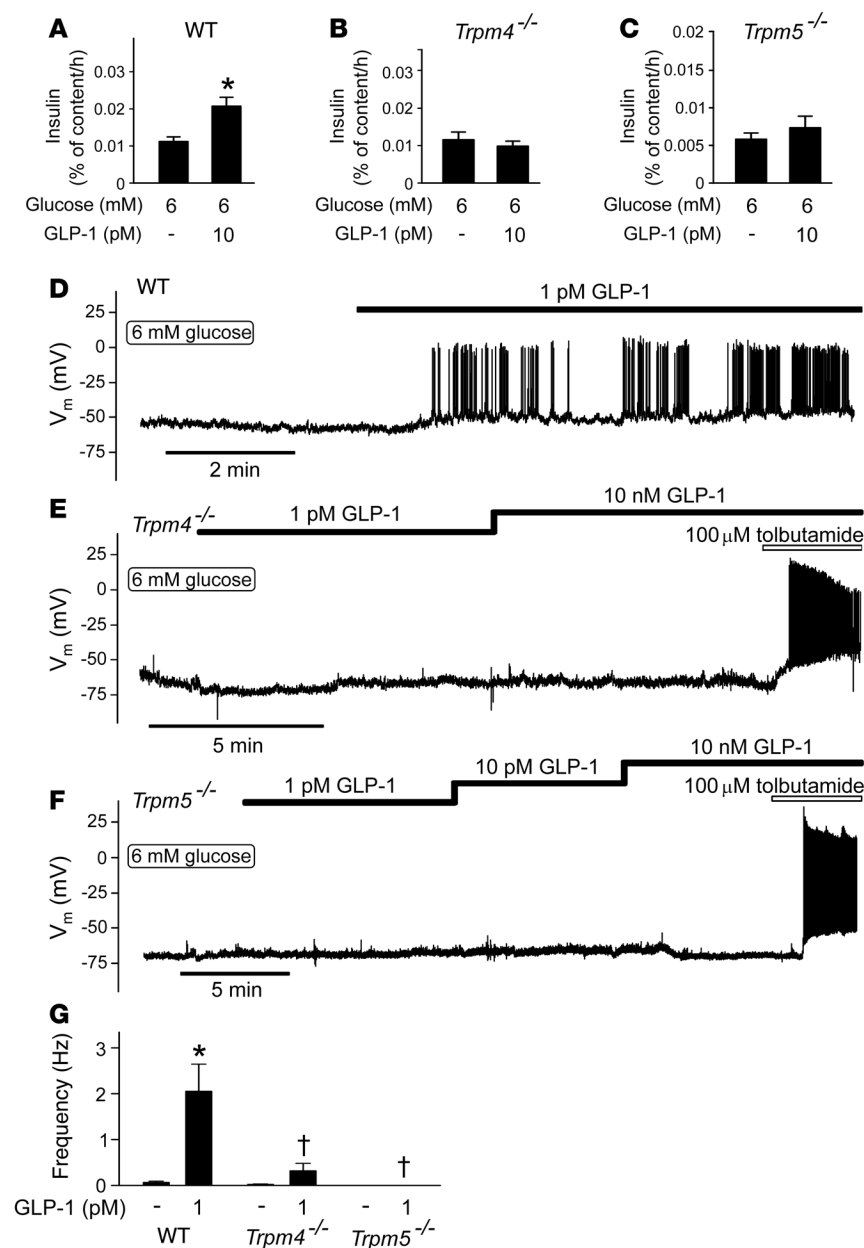 A WT
Insulin
(% of content/h)
0.03
0.02
0.01
0
*
Glucose (mM) 6 6
GLP-1 (pM) - 10
B Trpm4-/-
Insulin
(% of content/h)
0.03
0.02
0.01
0
Glucose (mM) 6 6
GLP-1 (pM) - 10
C Trpm5-/-
Insulin
(% of content/h)
0.02
0.015
0.01
0.005
0
Glucose (mM) 6 6
GLP-1 (pM) - 10
D WT
1 pM GLP-1
6 mM glucose
Vm (mV)
25
0
-25
-50
-75
2 min
E Trpm4-/-
1 pM GLP-1
10 nM GLP-1
100 μM tolbutamide
6 mM glucose
Vm (mV)
25
0
-25
-50
-75
5 min
F Trpm5-/-
1 pM GLP-1
10 pM GLP-1
10 nM GLP-1
100 μM tolbutamide
6 mM glucose
Vm (mV)
25
0
-25
-50
-75
5 min
G
Frequency (Hz)
3
2
1
0
* † †
GLP-1 (pM) - 1 - 1 - 1
WT Trpm4-/- Trpm5-/-